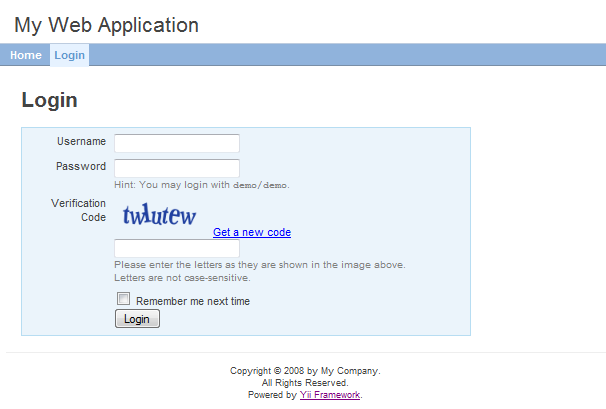 My Web Application
Home Login
Login
Username
Password
Hint: You may login with demo/demo.
Verification
Code
Get a new code
Please enter the letters as they are shown in the image above.
Letters are not case-sensitive.
Remember me next time
Login
Copyright © 2008 by My Company.
All Rights Reserved.
Powered by Yii Framework.